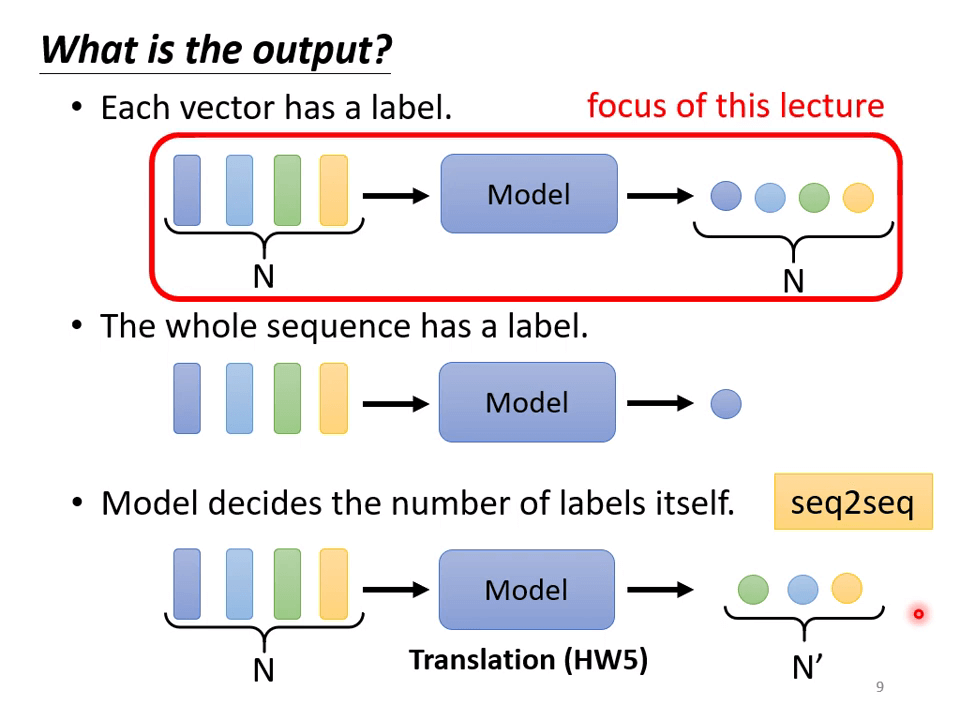 What is the output?
• Each vector has a label.
focus of this lecture
Model
N
N
• The whole sequence has a label.
Model
• Model decides the number of labels itself.
seq2seq
Model
Translation (HW5)
N
N’
9